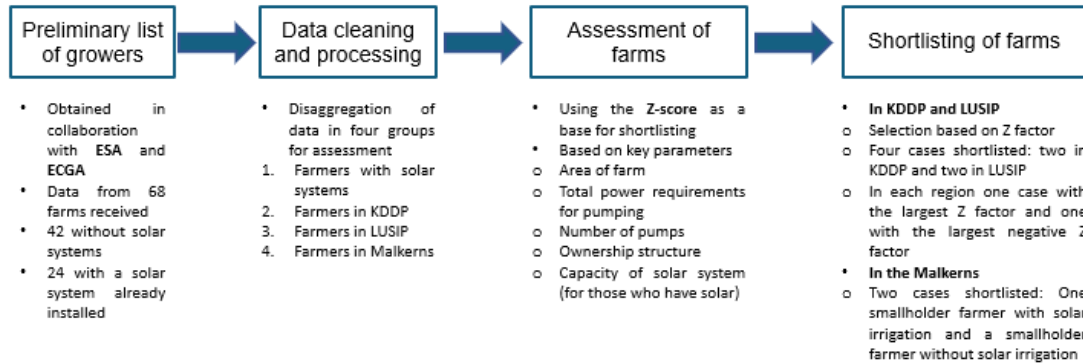 Preliminary list
of growers
Data cleaning
and processing
Assessment of
farms
Shortlisting of farms
• Obtained in
collaboration
with ESA and
ECGA
• Data from 68
farms received
• 42 without solar
systems
• 24 with a solar
system already
installed
• Disaggregation of
data in four groups
for assessment
1. Farmers with solar
systems
2. Farmers in KDDP
3. Farmers in LUSIP
4. Farmers in Malkerns
• Using the Z-score as a
base for shortlisting
• Based on key parameters
o Area of farm
o Total power requirements
for pumping
o Number of pumps
o Ownership structure
o Capacity of solar system
(for those who have solar)
• In KDDP and LUSIP
o Selection based on Z factor
o Four cases shortlisted: two in
KDDP and two in LUSIP
o In each region one case with
the largest Z factor and one
with the largest negative Z
factor
• In the Malkerns
o Two cases shortlisted: One
smallholder farmer with solar
irrigation and a smallholder
farmer without solar irrigation